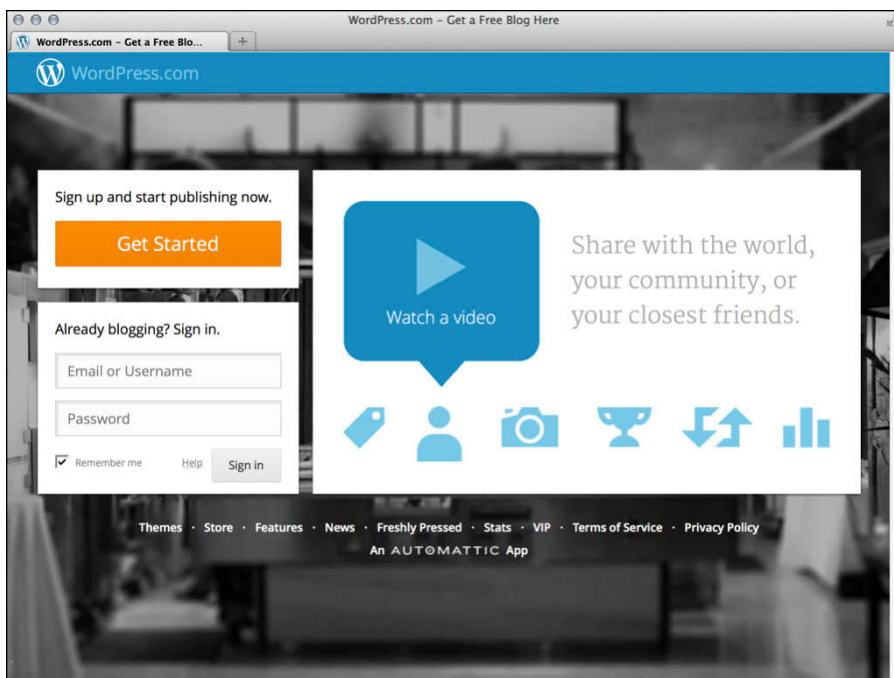 WordPress.com – Get a Free Blog Here
WordPress.com – Get a Free Blo...
WordPress.com
Sign up and start publishing now.
Get Started
Already blogging? Sign in.
Email or Username
Password
Remember me Help Sign in
Watch a video
Share with the world,
your community, or
your closest friends.
Themes · Store · Features · News · Freshly Pressed · Stats · VIP · Terms of Service · Privacy Policy
An AUTOMATTIC App